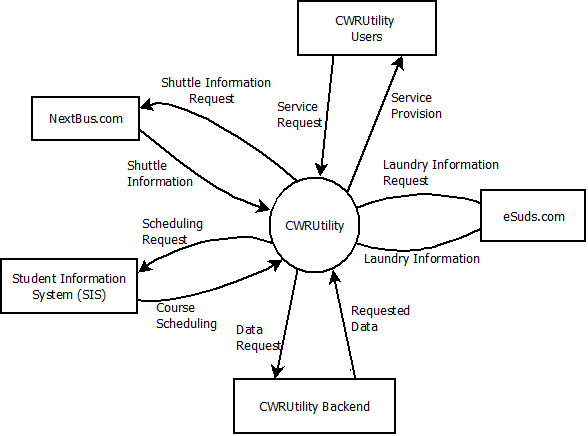 CWRUtility
Users
Shuttle Information
Request
NextBus.com
Service
Request
Service
Provision
Shuttle
Information
Laundry Information
Request
eSuds.com
CWRUtility
Scheduling
Request
Laundry Information
Student Information
System (SIS)
Course
Scheduling
Data
Request
Requested
Data
CWRUtility Backend